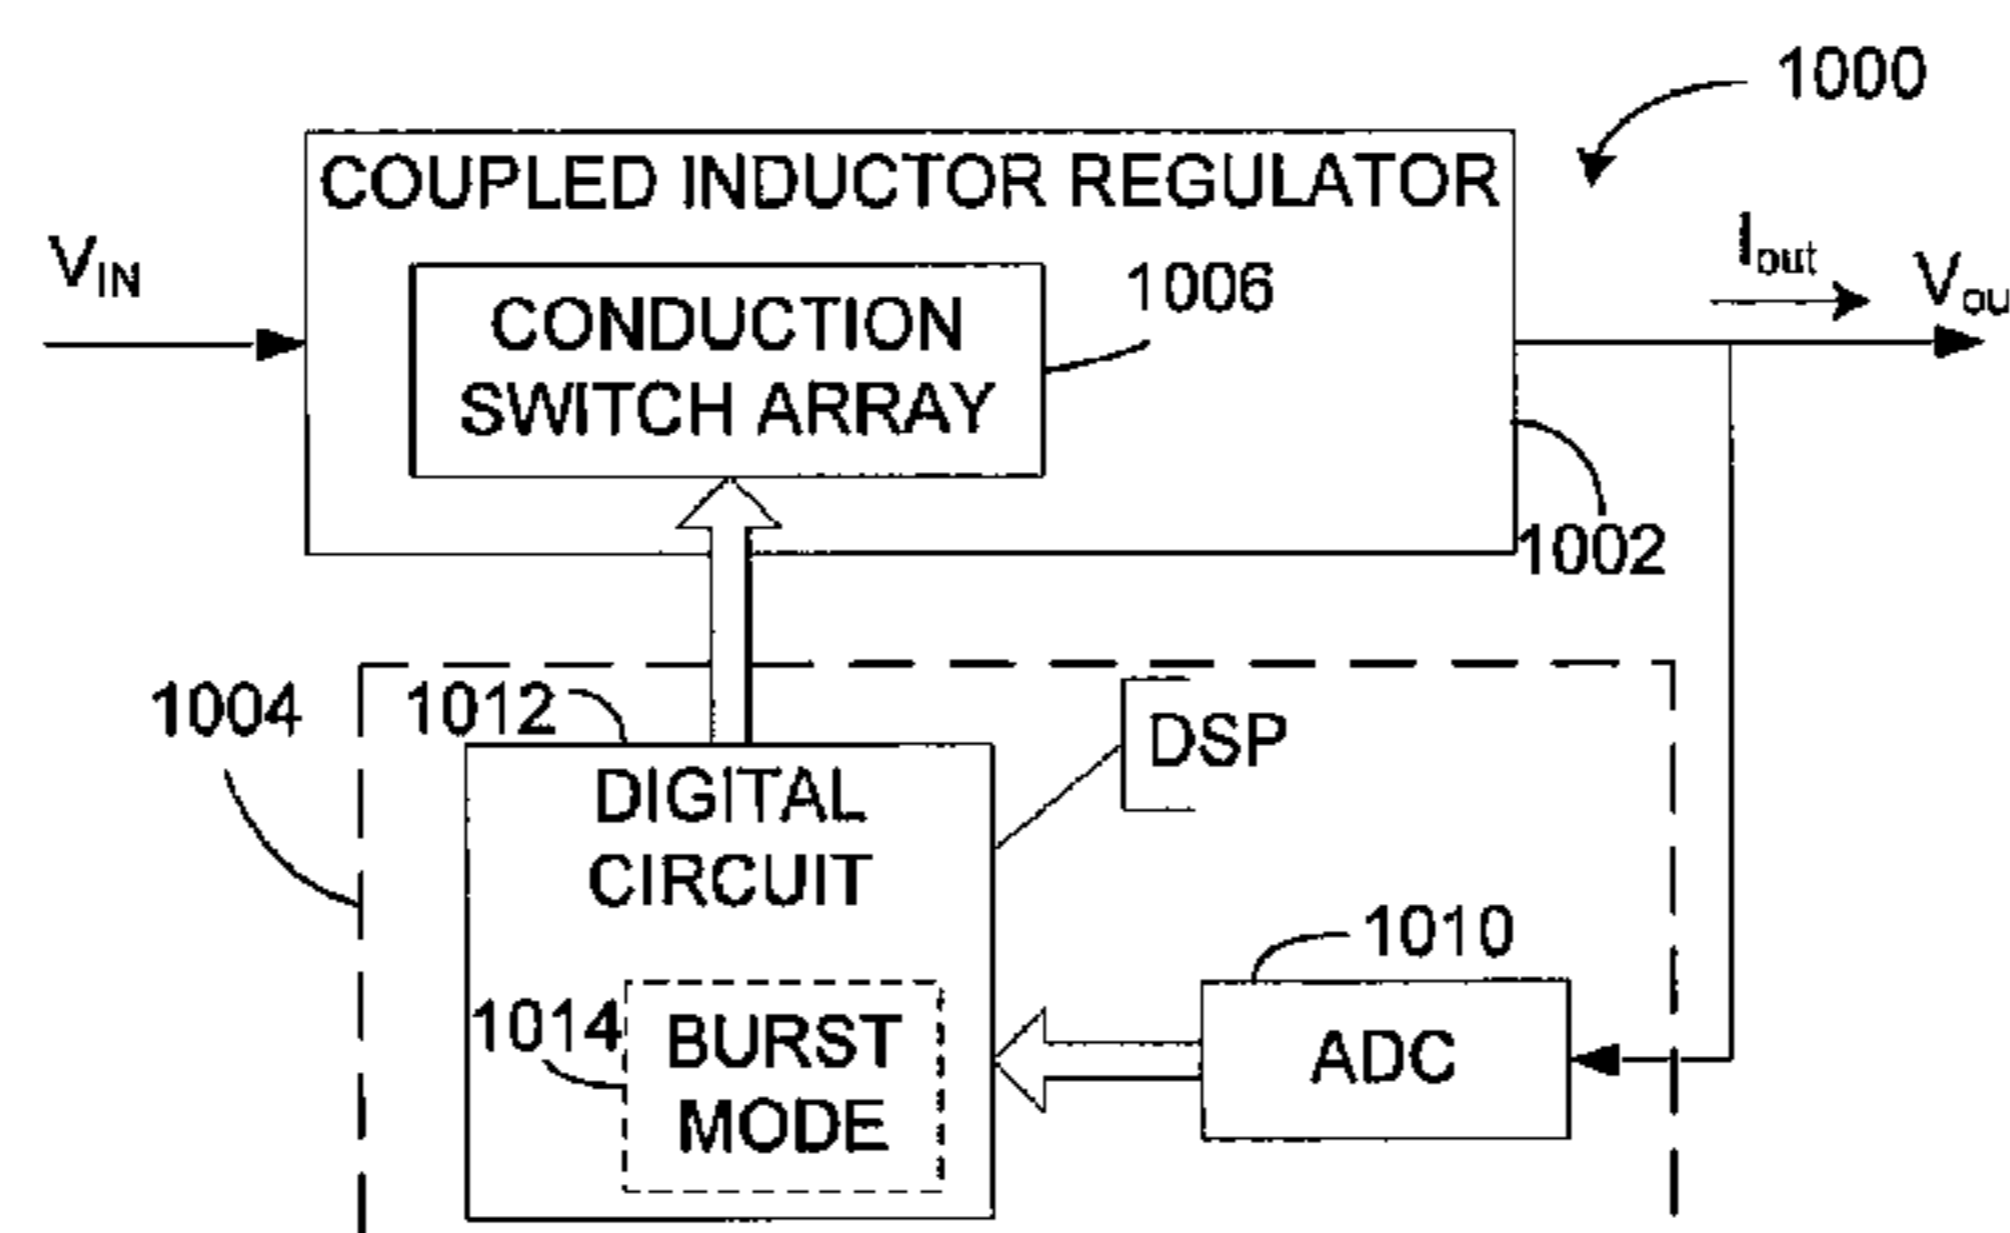 1000
COUPLED INDUCTOR REGULATOR
VIN
Iout
Vou
CONDUCTION
SWITCH ARRAY
1006
1002
1004
1012
DSP
DIGITAL
CIRCUIT
1010
1014
BURST
MODE
ADC